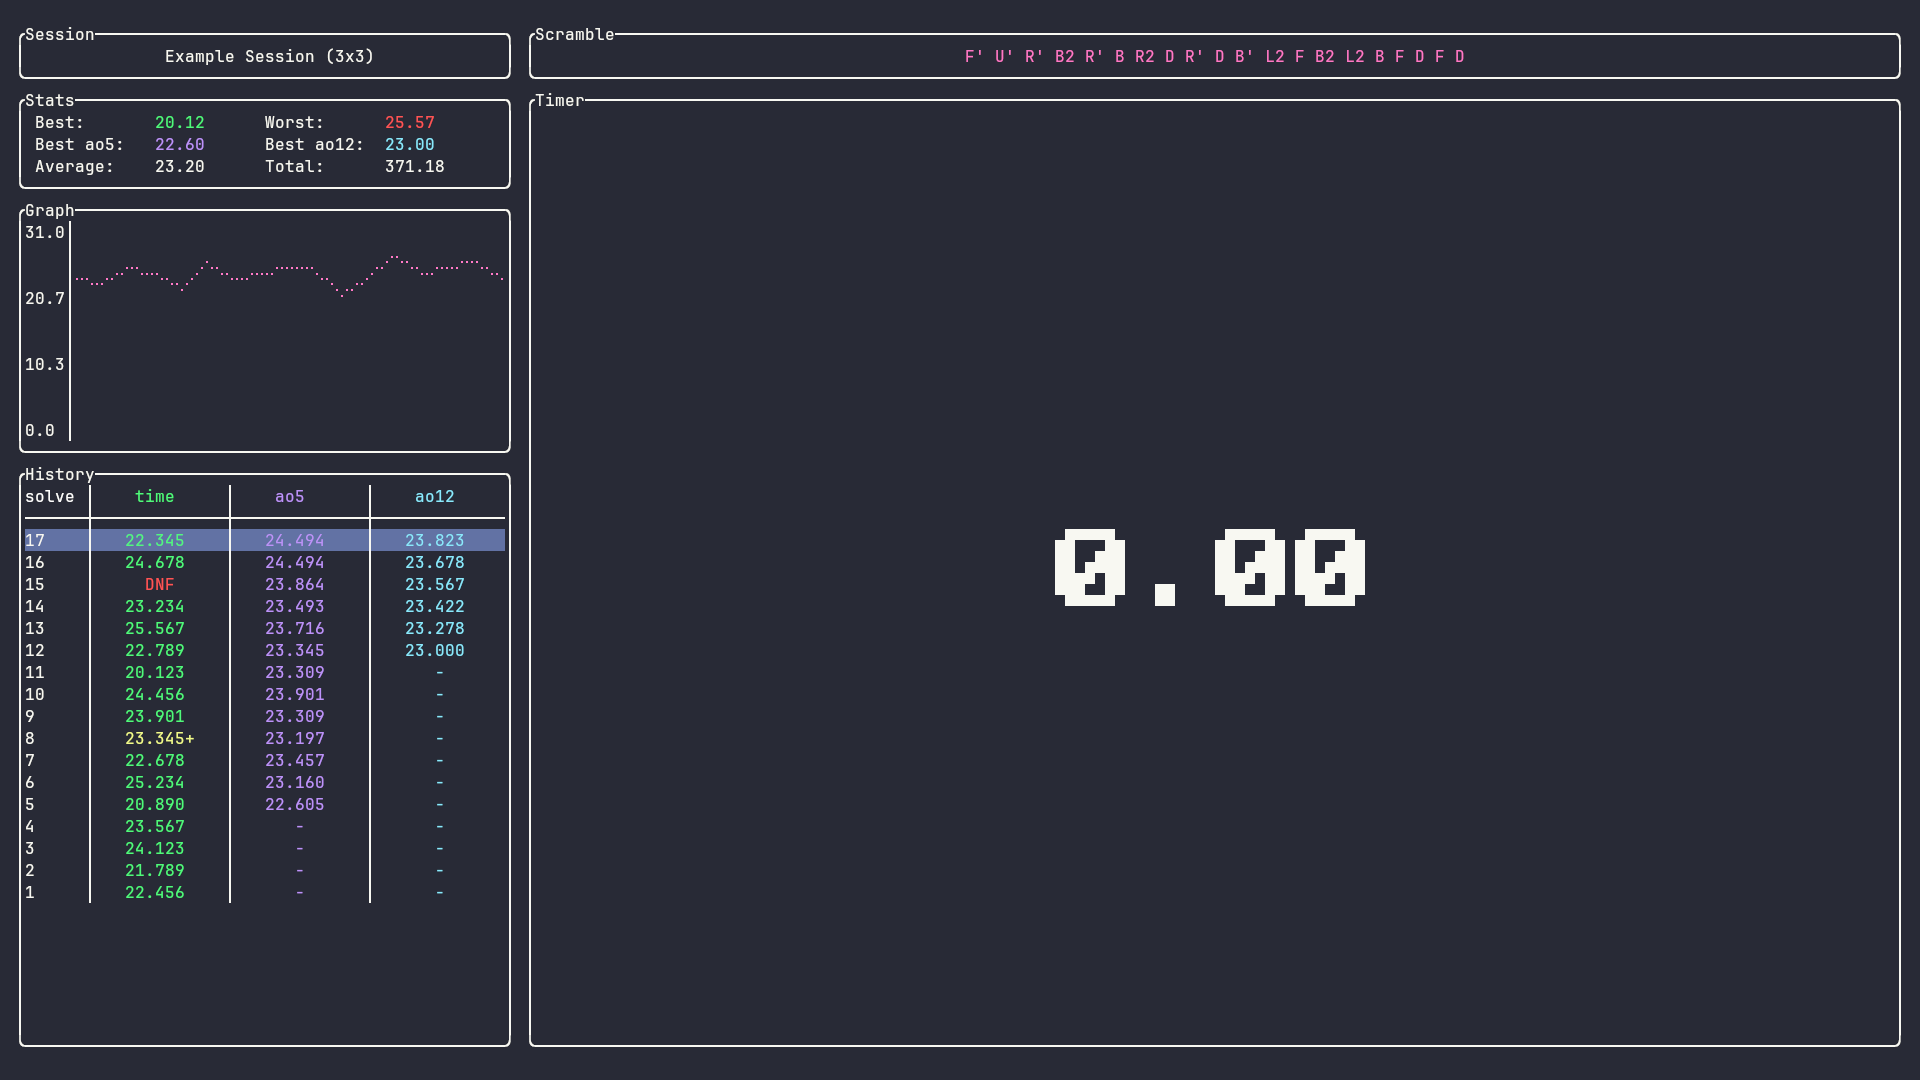 Session
Example Session (3x3)
Stats
Best: 20.12 Worst: 25.57
Best ao5: 22.60 Best ao12: 23.00
Average: 23.20 Total: 371.18
Graph
31.0
20.7
10.3
0.0
History
solve time ao5 ao12
17 22.345 24.494 23.823
16 24.678 24.494 23.678
15 DNF 23.864 23.567
14 23.234 23.493 23.422
13 25.567 23.716 23.278
12 22.789 23.345 23.000
11 20.123 23.309 -
10 24.456 23.901 -
9 23.901 23.309 -
8 23.345+ 23.197 -
7 22.678 23.457 -
6 25.234 23.160 -
5 20.890 22.605 -
4 23.567 - -
3 24.123 - -
2 21.789 - -
1 22.456 - -
Scramble
F' U' R' B2 R' B R2 D R' D B' L2 F B2 L2 B F D F D
Timer
0.00